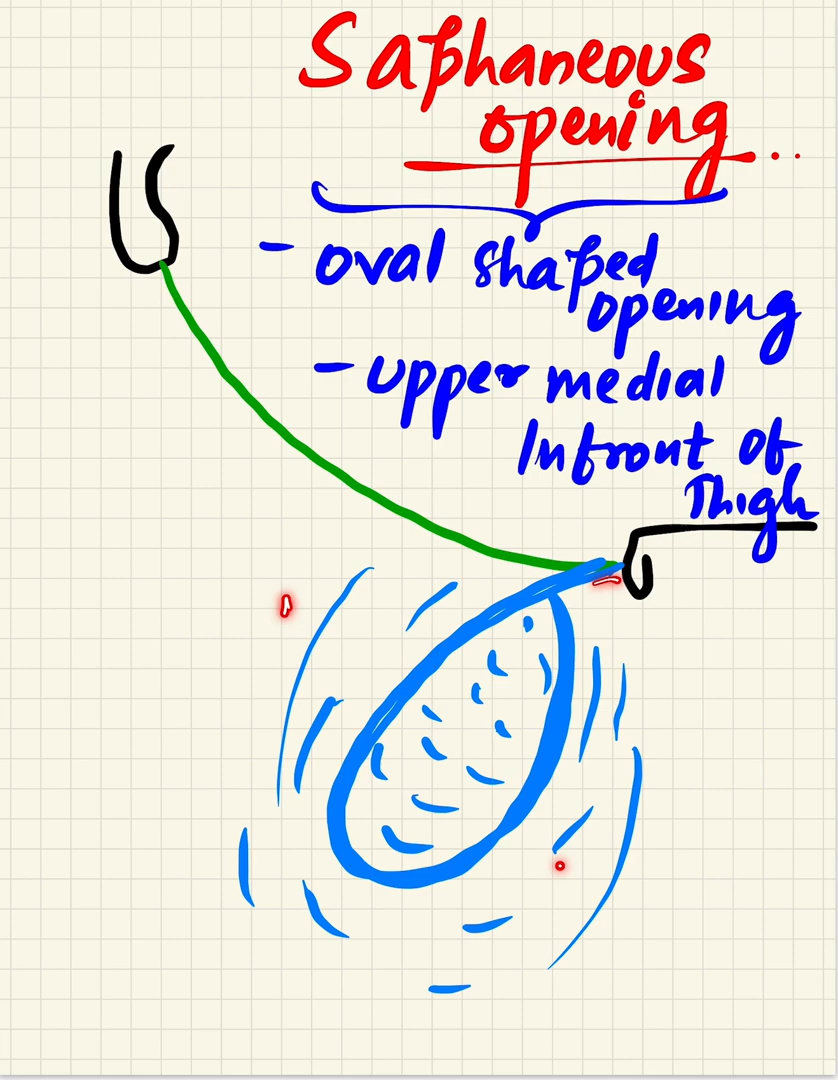 Saphaneous
opening...
- oval shaped
opening
- upper medial
Infront of
Thigh